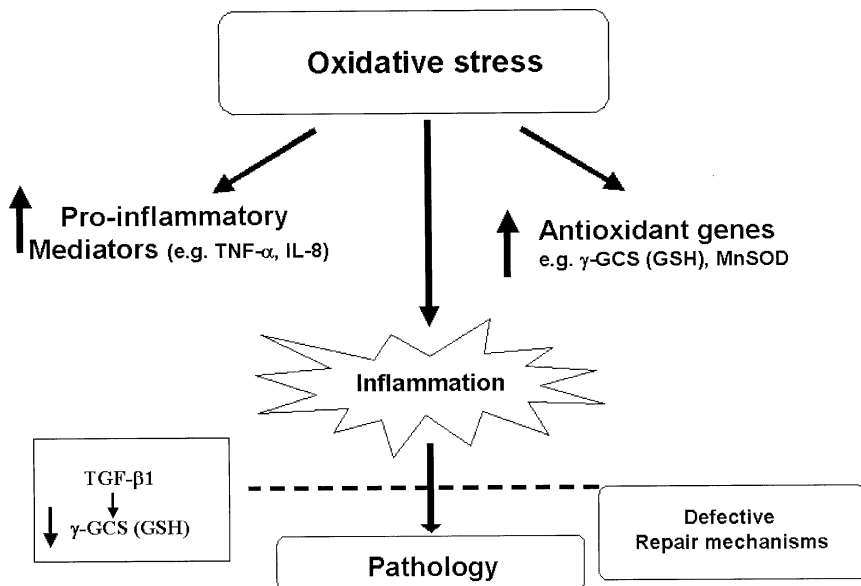 Oxidative stress
Pro-inflammatory
Mediators (e.g. TNF-α, IL-8)
Antioxidant genes
e.g. γ-GCS (GSH), MnSOD
Inflammation
TGF-β1
γ-GCS (GSH)
Defective
Repair mechanisms
Pathology